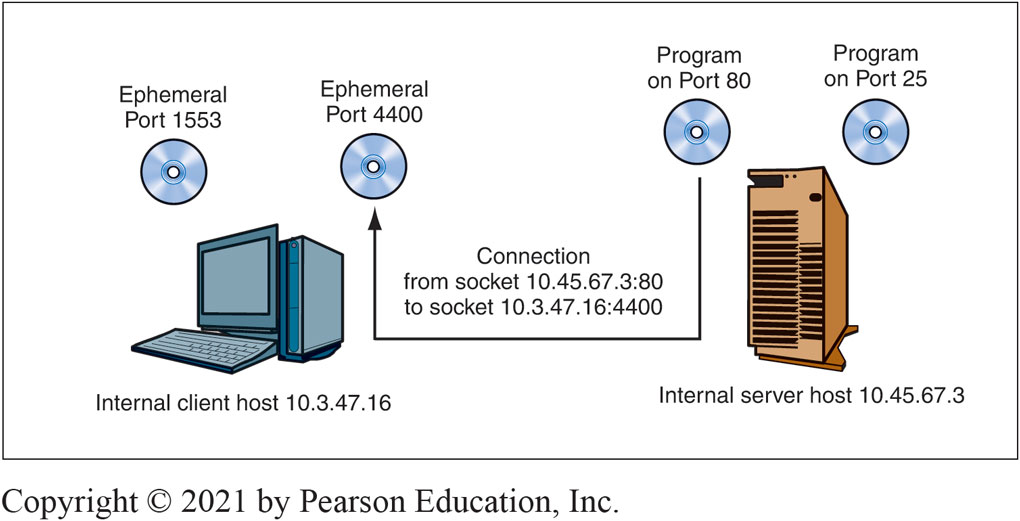 Ephemeral
Port 1553
Ephemeral
Port 4400
Program
on Port 80
Program
on Port 25
Connection
from socket 10.45.67.3:80
to socket 10.3.47.16:4400
Internal client host 10.3.47.16
Internal server host 10.45.67.3
Copyright © 2021 by Pearson Education, Inc.